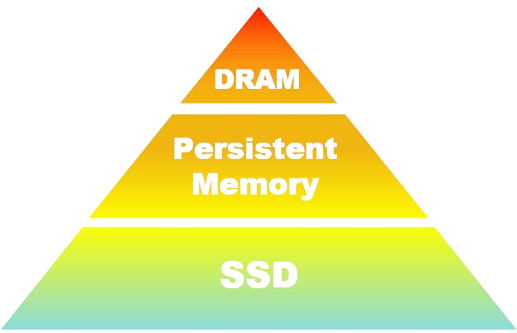 DRAM
Persistent
Memory
SSD